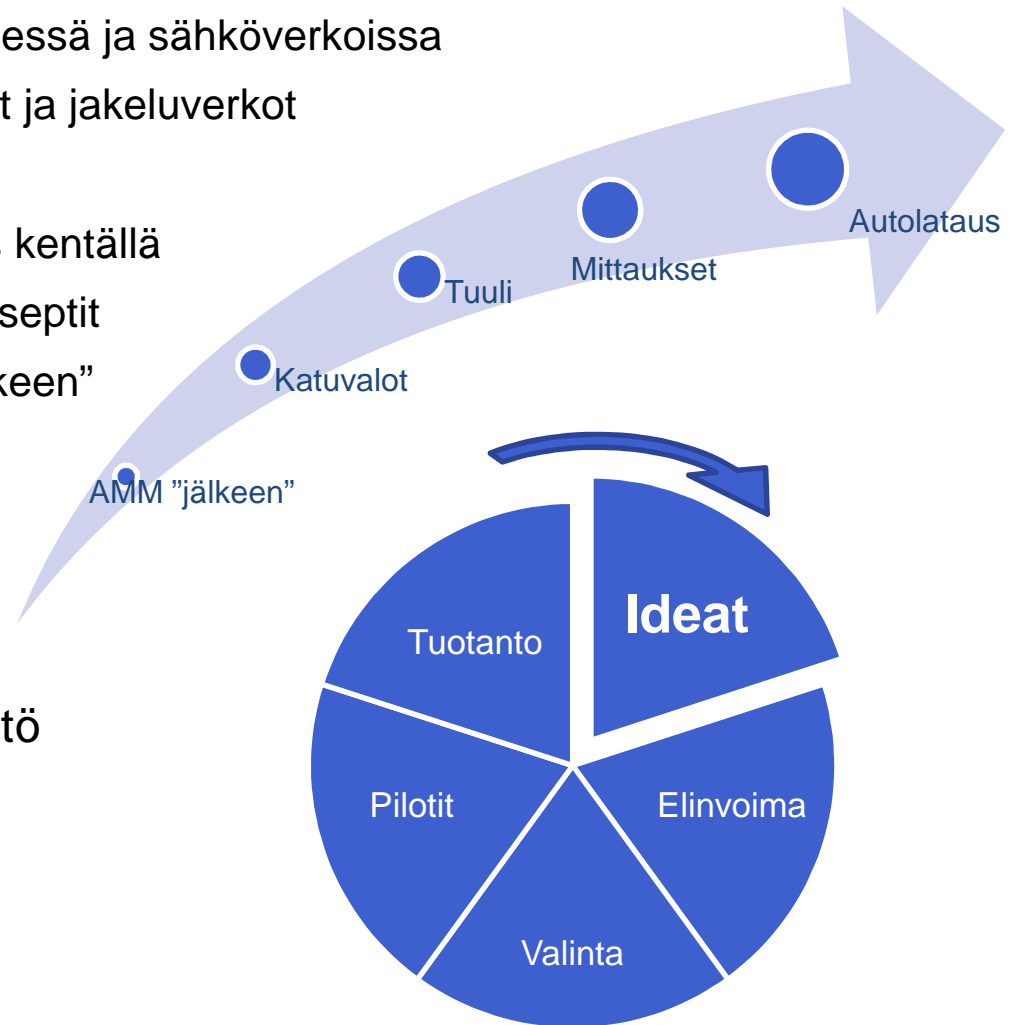 essä ja sähköverkoissa
t ja jakeluverkot
kentällä
septit
keen”
tö
Autolataus
Mittaukset
Tuuli
Katuvalot
AMM ”jälkeen”
Ideat
Tuotanto
Elinvoima
Pilotit
Valinta